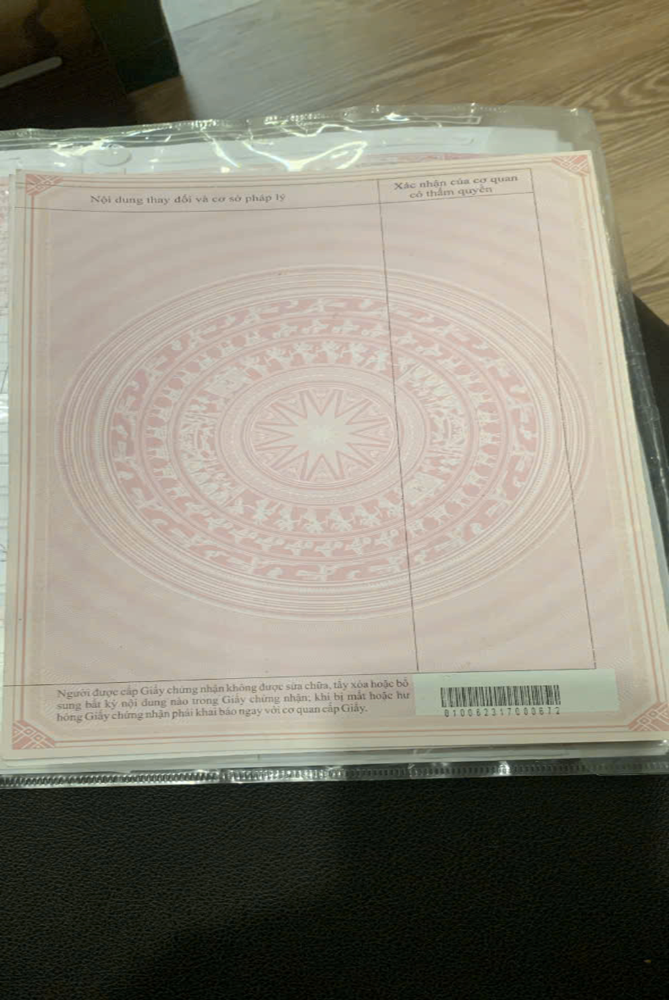 Nội dung thay đổi và cơ sở pháp lý
Xác nhận của cơ quan
có thẩm quyền
Người được cấp Giấy chứng nhận không được sửa chữa, tẩy xóa hoặc bổ
sung bất kỳ nội dung nào trong Giấy chứng nhận; khi bị mất hoặc hư
hỏng Giấy chứng nhận phải khai báo ngay với cơ quan cấp Giấy.
010062317000672